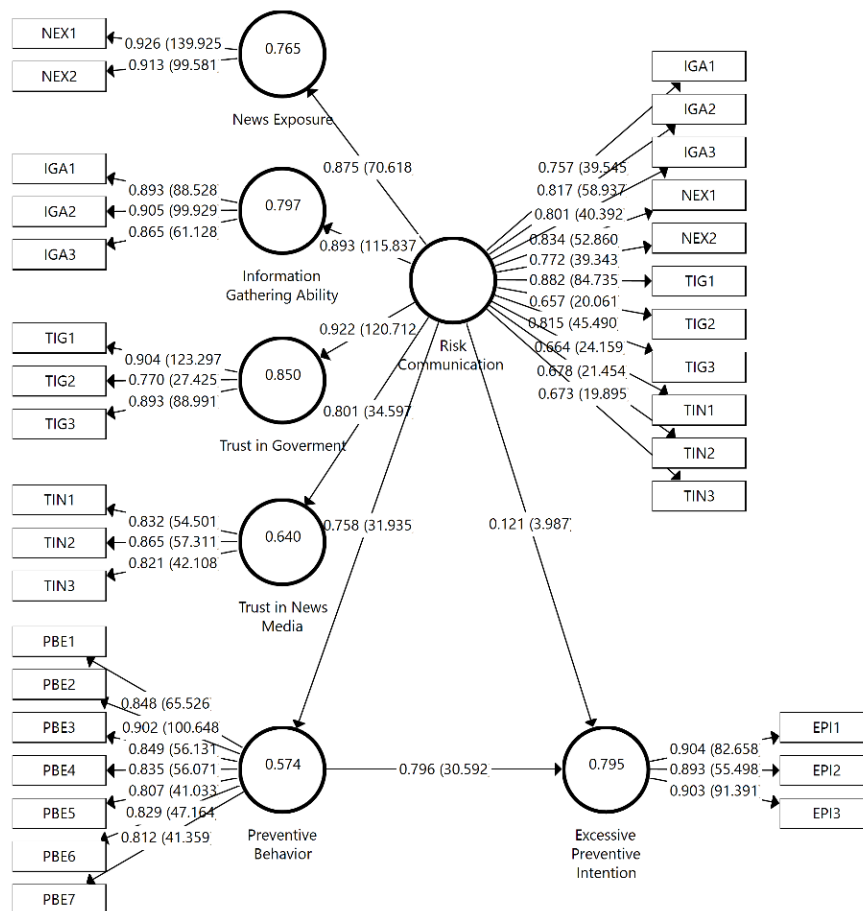 NEX1
NEX2
0.926 (139.925
0.913 (99.581)
0.765
News Exposure
IGA1
IGA2
IGA3
0.893 (88.528)
0.905 (99.929)
0.865 (61.128)
0.797
Information
Gathering Ability
TIG1
TIG2
TIG3
0.904 (123.297)
0.770 (27.425)
0.893 (88.991)
0.850
Trust in Goverment
TIN1
TIN2
TIN3
0.832 (54.501)
0.865 (57.311)
0.821 (42.108)
0.640
Trust in News
Media
PBE1
PBE2
PBE3
PBE4
PBE5
PBE6
PBE7
0.848 (65.526)
0.902 (100.648)
0.849 (56.131)
0.835 (56.071)
0.807 (41.033)
0.829 (47.164)
0.812 (41.359)
0.574
Preventive
Behavior
0.875 (70.618)
0.893 (115.837)
0.922 (120.712)
0.801 (34.597)
0.758 (31.935
0.121 (3.987)
0.796 (30.592)
Risk
Communication
0.757 (39.545)
0.817 (58.937)
0.801 (40.392)
0.834 (52.860)
0.772 (39.343)
0.882 (84.735)
0.657 (20.061)
0.815 (45.490)
0.664 (24.159)
0.678 (21.454)
0.673 (19.895)
IGA1
IGA2
IGA3
NEX1
NEX2
TIG1
TIG2
TIG3
TIN1
TIN2
TIN3
0.795
Excessive
Preventive
Intention
0.904 (82.658)
0.893 (55.498)
0.903 (91.391)
EPI1
EPI2
EPI3